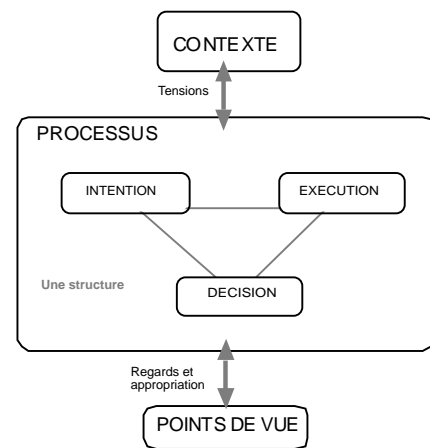 CONTEXTE
Tensions
PROCESSUS
INTENTION
EXECUTION
Une structure
DECISION
Regards et
appropriation
POINTS DE VUE